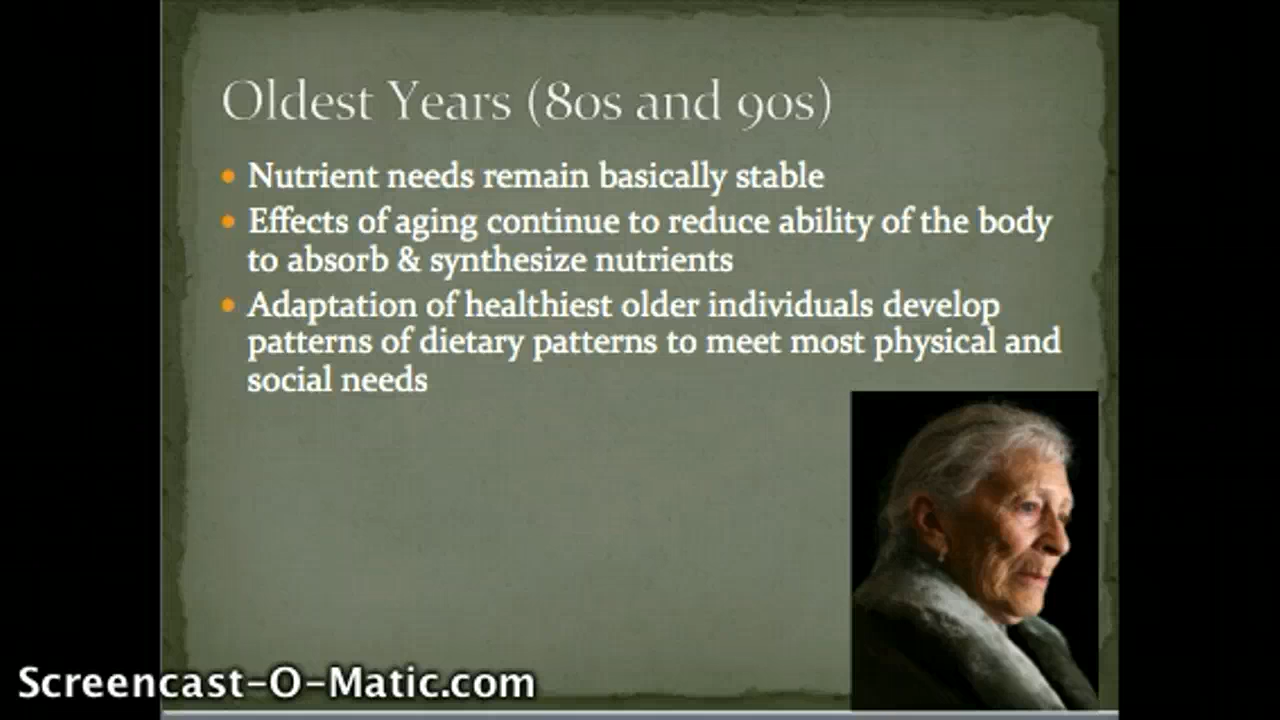 Oldest Years (80s and 90s)
• Nutrient needs remain basically stable
• Effects of aging continue to reduce ability of the body
to absorb & synthesize nutrients
• Adaptation of healthiest older individuals develop
patterns of dietary patterns to meet most physical and
social needs
Screencast-O-Matic.com